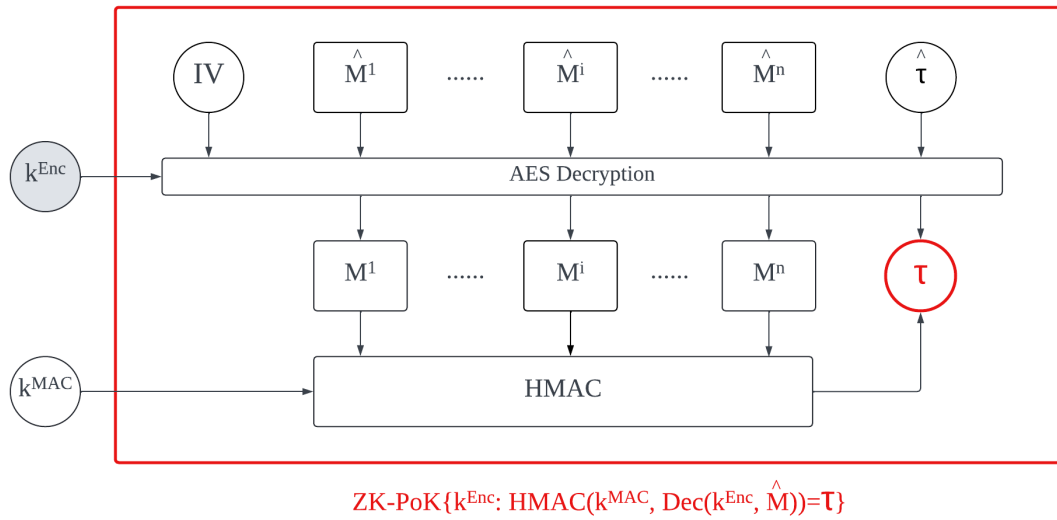 IV M̂¹ ...... M̂ⁱ ...... M̂ⁿ τ̂
k^Enc AES Decryption
M¹ ...... Mⁱ ...... Mⁿ τ
k^MAC HMAC
ZK-PoK{k^Enc: HMAC(k^MAC, Dec(k^Enc, M̂))=τ}